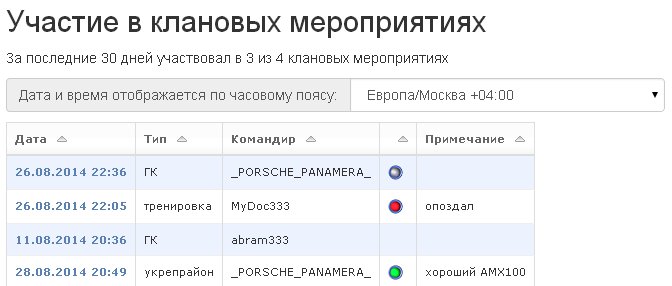 Участие в клановых мероприятиях
За последние 30 дней участвовал в 3 из 4 клановых мероприятиях
Дата и время отображается по часовому поясу: Европа/Москва +04:00
Дата Тип Командир Примечание
26.08.2014 22:36 ГК _PORSCHE_PANAMERA_
26.08.2014 22:05 тренировка MyDoc333 опоздал
11.08.2014 20:36 ГК abram333
28.08.2014 20:49 укрепрайон _PORSCHE_PANAMERA_ хороший AMX100